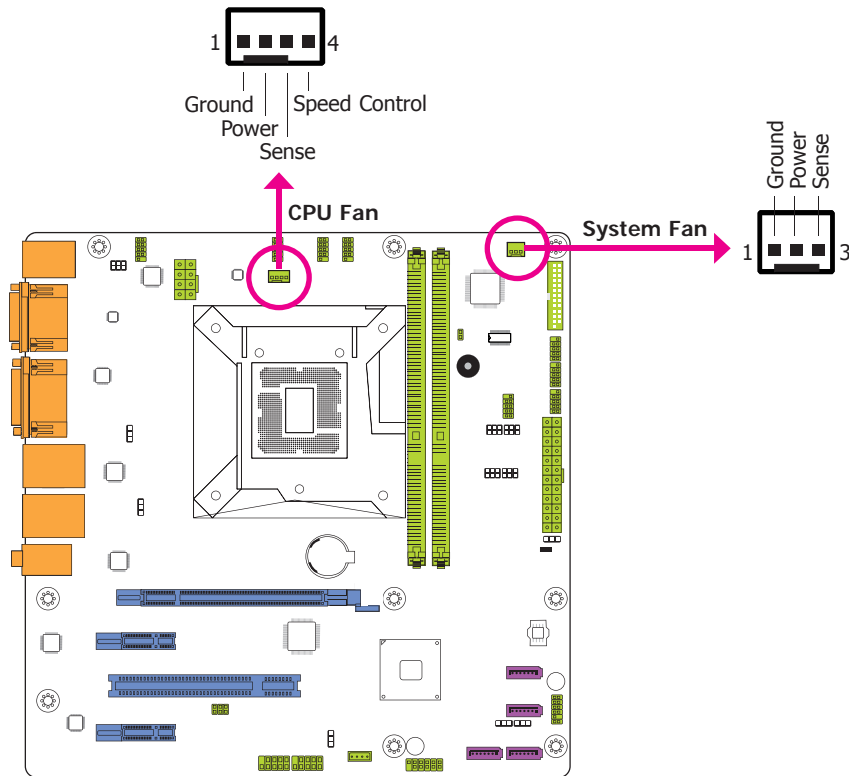 1 4
Ground Speed Control
Power
Sense
CPU Fan
System Fan
Ground
Power
Sense
1 3